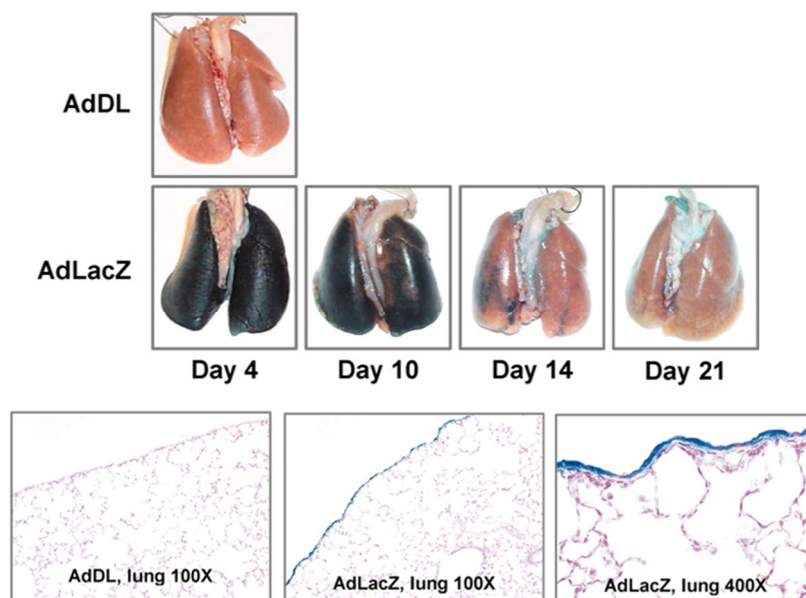 AdDL
AdLacZ
Day 4 Day 10 Day 14 Day 21
AdDL, lung 100X AdLacZ, lung 100X AdLacZ, lung 400X